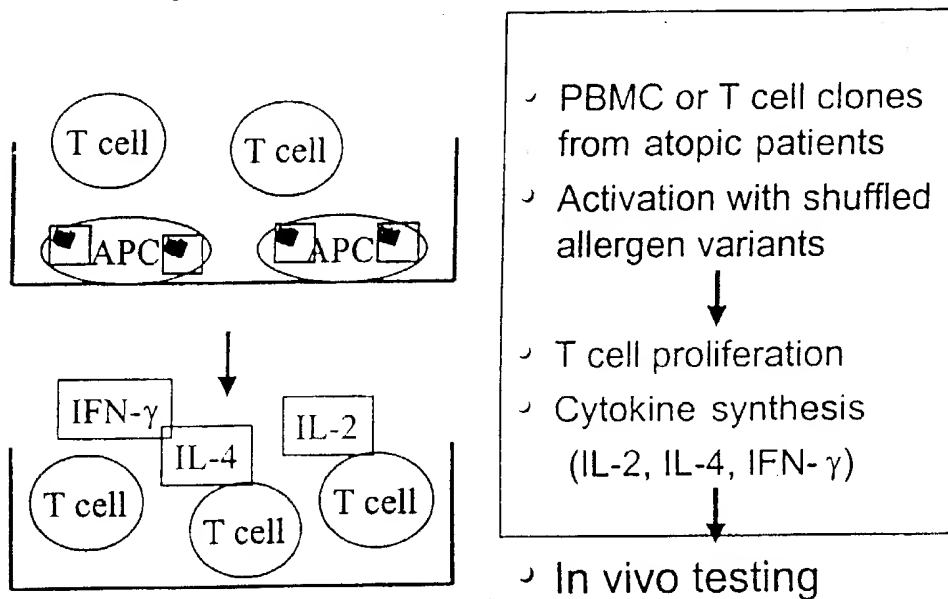 T cell
T cell
APC
APC
IFN-γ
IL-4
IL-2
T cell
T cell
T cell
PBMC or T cell clones
from atopic patients
Activation with shuffled
allergen variants
T cell proliferation
Cytokine synthesis
(IL-2, IL-4, IFN- γ)
In vivo testing